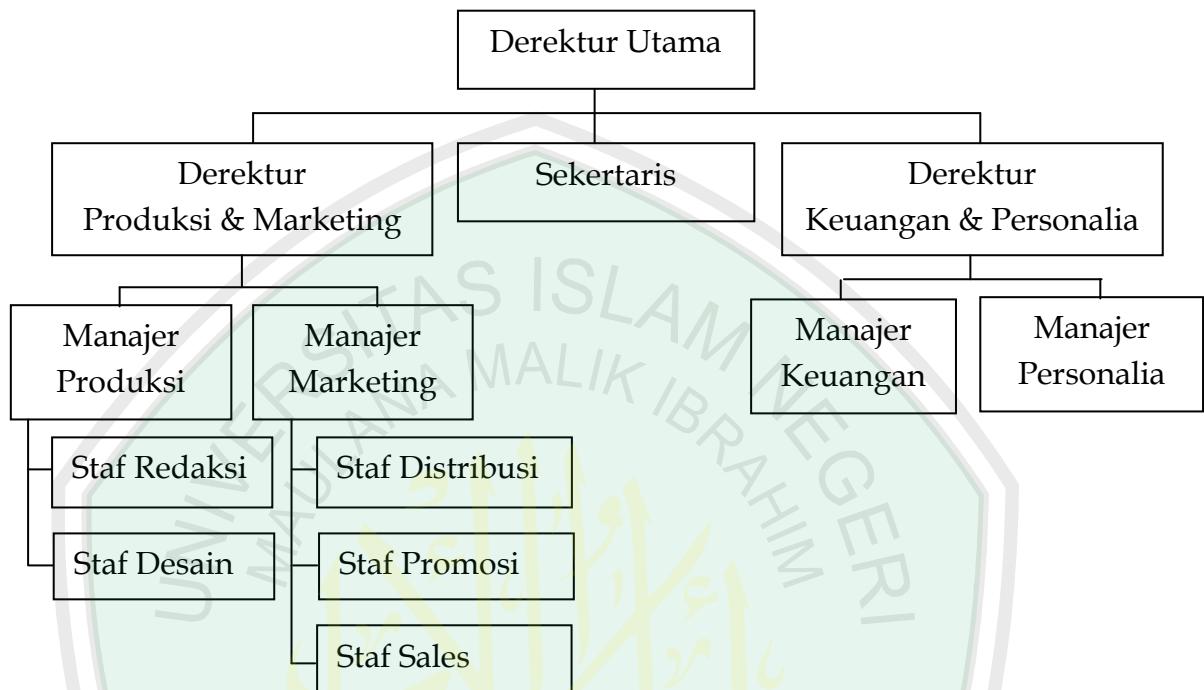 Derektur Utama
Derektur
Produksi & Marketing
Sekertaris
Derektur
Keuangan & Personalia
Manajer
Produksi
Manajer
Marketing
Manajer
Keuangan
Manajer
Personalia
Staf Redaksi
Staf Distribusi
Staf Desain
Staf Promosi
Staf Sales
UNIVERSITAS ISLAM NEGERI
MAULANA MALIK IBRAHIM